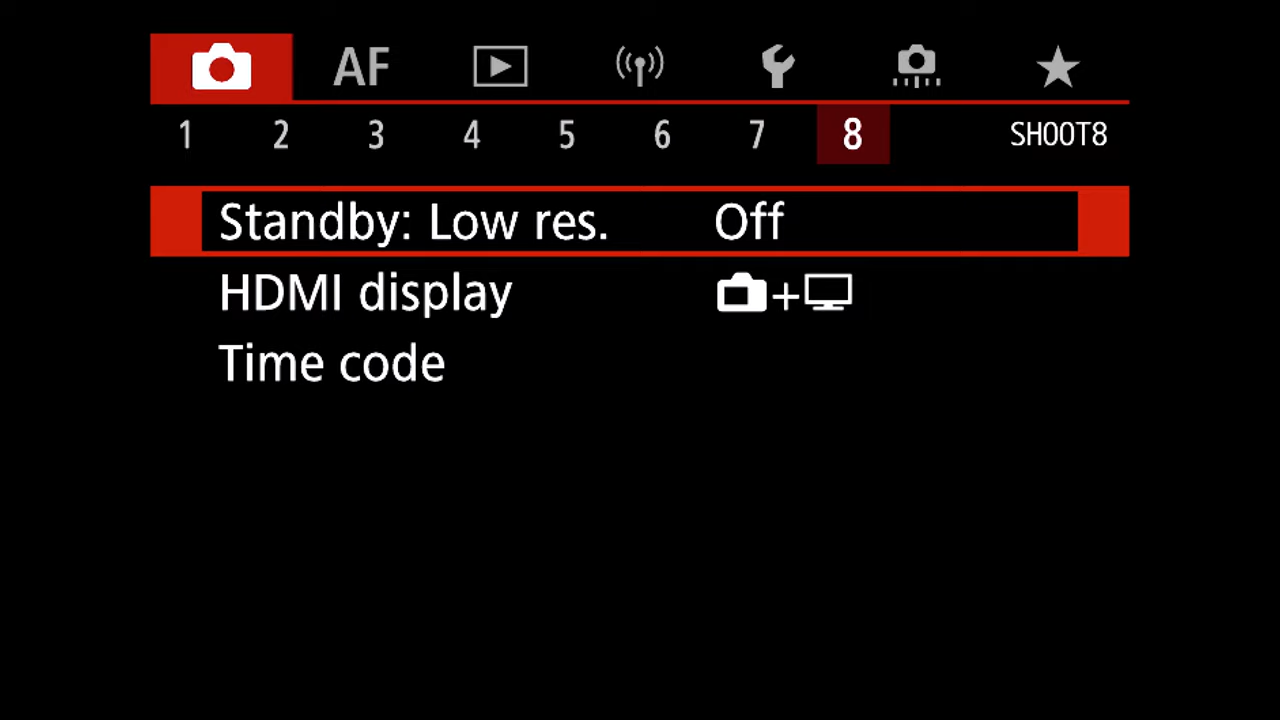 AF
1 2 3 4 5 6 7 8 SHOOT8
Standby: Low res. Off
HDMI display +
Time code